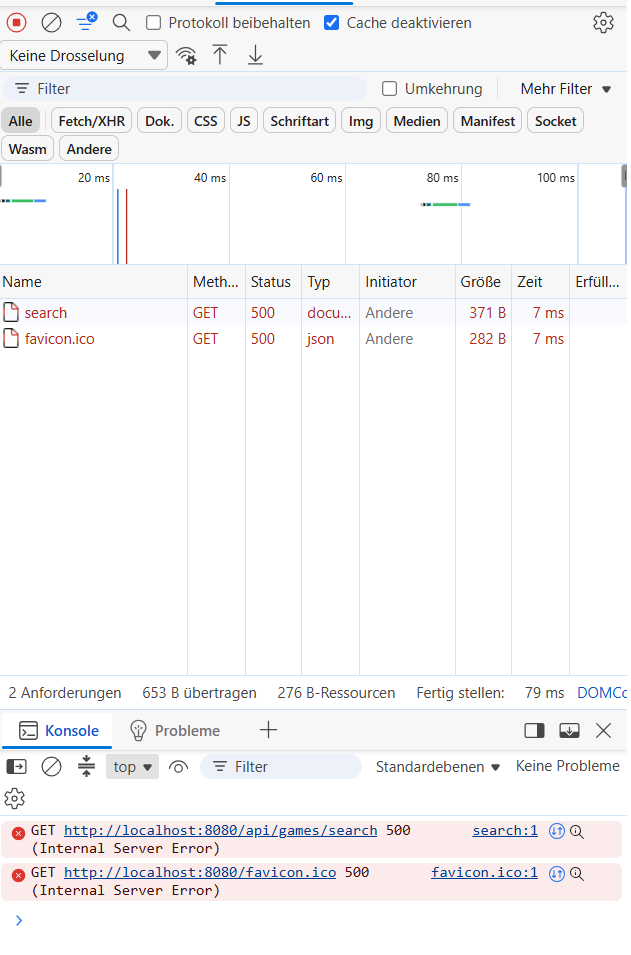 Protokoll beibehalten Cache deaktivieren
Keine Drosselung
Filter Umkehrung Mehr Filter
Alle Fetch/XHR Dok. CSS JS Schriftart Img Medien Manifest Socket
Wasm Andere
20 ms 40 ms 60 ms 80 ms 100 ms
Name Meth... Status Typ Initiator Größe Zeit Erfüll...
search GET 500 docu... Andere 371 B 7 ms
favicon.ico GET 500 json Andere 282 B 7 ms
2 Anforderungen 653 B übertragen 276 B-Ressourcen Fertig stellen: 79 ms DOMCo
Konsole Probleme
top Filter Standardebenen Keine Probleme
GET http://localhost:8080/api/games/search 500 search:1
(Internal Server Error)
GET http://localhost:8080/favicon.ico 500 favicon.ico:1
(Internal Server Error)